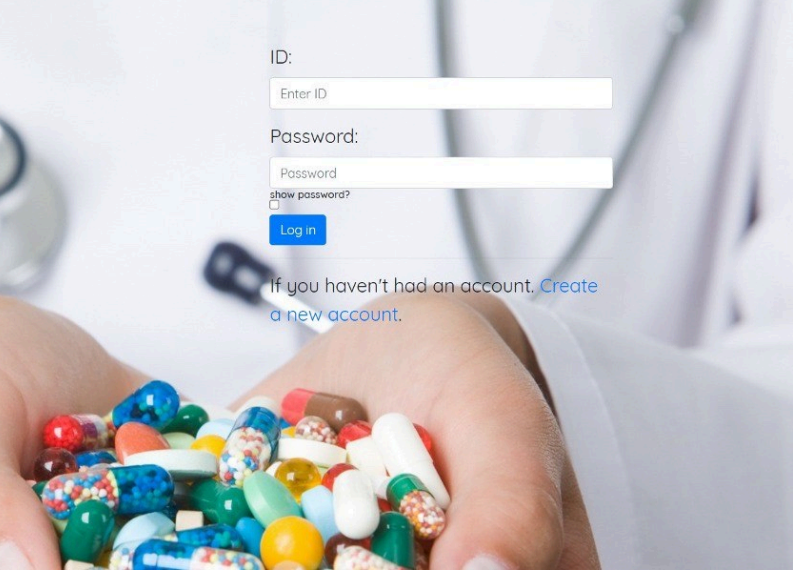 ID:
Enter ID
Password:
Password
show password?
Log in
If you haven't had an account. Create
a new account.